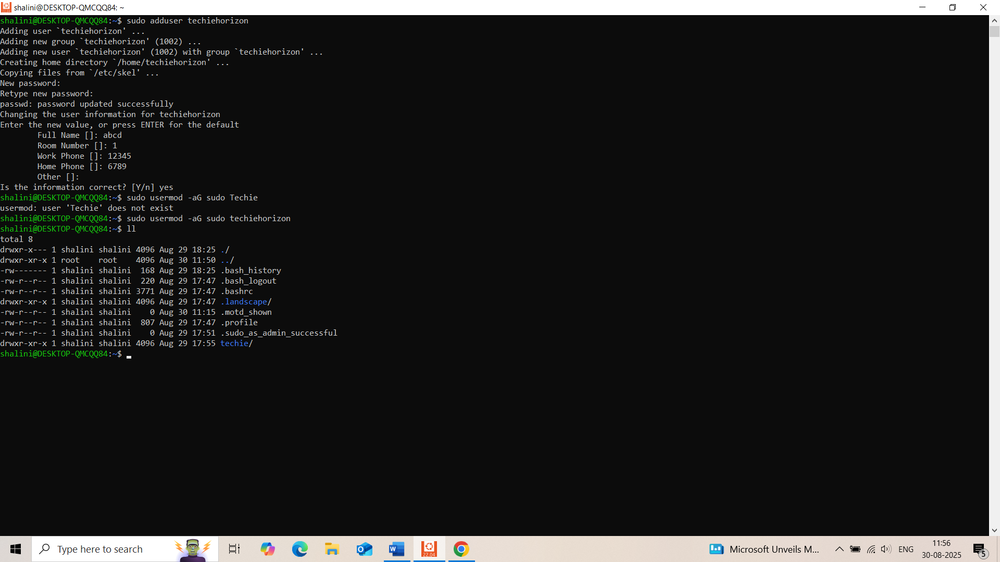 shalini@DESKTOP-QMCQQ84: ~
shalini@DESKTOP-QMCQQ84:~$ sudo adduser techiehorizon
Adding user `techiehorizon' ...
Adding new group `techiehorizon' (1002) ...
Adding new user `techiehorizon' (1002) with group `techiehorizon' ...
Creating home directory `/home/techiehorizon' ...
Copying files from `/etc/skel' ...
New password:
Retype new password:
passwd: password updated successfully
Changing the user information for techiehorizon
Enter the new value, or press ENTER for the default
        Full Name []: abcd
        Room Number []: 1
        Work Phone []: 12345
        Home Phone []: 6789
        Other []:
Is the information correct? [Y/n] yes
shalini@DESKTOP-QMCQQ84:~$ sudo usermod -aG sudo Techie
usermod: user 'Techie' does not exist
shalini@DESKTOP-QMCQQ84:~$ sudo usermod -aG sudo techiehorizon
shalini@DESKTOP-QMCQQ84:~$ ll
total 8
drwxr-x--- 1 shalini shalini 4096 Aug 29 18:25 ./
drwxr-xr-x 1 root    root    4096 Aug 30 11:50 ../
-rw------- 1 shalini shalini  168 Aug 29 18:25 .bash_history
-rw-r--r-- 1 shalini shalini  220 Aug 29 17:47 .bash_logout
-rw-r--r-- 1 shalini shalini 3771 Aug 29 17:47 .bashrc
drwxr-xr-x 1 shalini shalini 4096 Aug 29 17:47 .landscape/
-rw-r--r-- 1 shalini shalini    0 Aug 30 11:15 .motd_shown
-rw-r--r-- 1 shalini shalini  807 Aug 29 17:47 .profile
-rw-r--r-- 1 shalini shalini    0 Aug 29 17:51 .sudo_as_admin_successful
drwxr-xr-x 1 shalini shalini 4096 Aug 29 17:55 techie/
shalini@DESKTOP-QMCQQ84:~$
Type here to search
22.04
Microsoft Unveils M...
ENG
11:56
30-08-2025
5